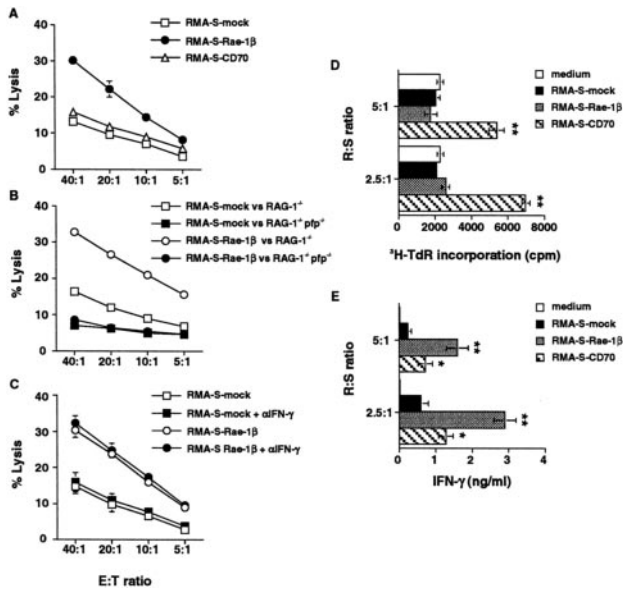 A
RMA-S-mock
RMA-S-Rae-1β
RMA-S-CD70
% Lysis
40
30
20
10
0
40:1 20:1 10:1 5:1
B
RMA-S-mock vs RAG-1-/-
RMA-S-mock vs RAG-1-/- pfp-/-
RMA-S-Rae-1β vs RAG-1-/-
RMA-S-Rae-1β vs RAG-1-/- pfp-/-
% Lysis
40
30
20
10
0
40:1 20:1 10:1 5:1
C
RMA-S-mock
RMA-S-mock + αIFN-γ
RMA-S-Rae-1β
RMA-S Rae-1β + αIFN-γ
% Lysis
40
30
20
10
0
40:1 20:1 10:1 5:1
E:T ratio
D
medium
RMA-S-mock
RMA-S-Rae-1β
RMA-S-CD70
R:S ratio
5:1
**
2.5:1
**
0 2000 4000 6000 8000
³H-TdR incorporation (cpm)
E
medium
RMA-S-mock
RMA-S-Rae-1β
RMA-S-CD70
R:S ratio
5:1
**
*
2.5:1
**
*
0 1 2 3 4
IFN-γ (ng/ml)